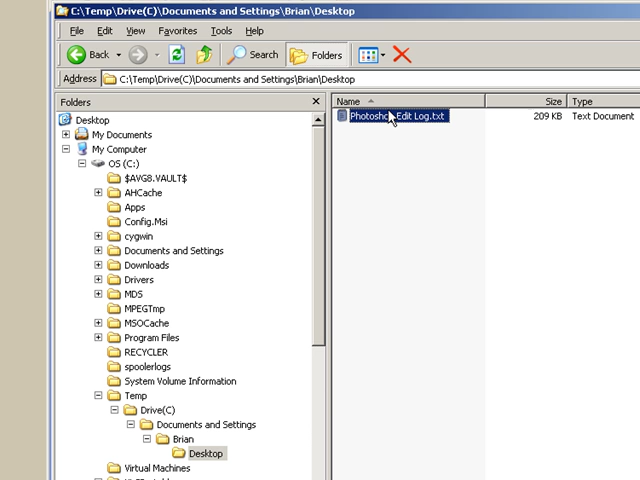 C:\Temp\Drive(C)\Documents and Settings\Brian\Desktop
File Edit View Favorites Tools Help
Back Search Folders
Address C:\Temp\Drive(C)\Documents and Settings\Brian\Desktop
Folders
Name Size Type
Desktop
Photoshop Edit Log.txt 209 KB Text Document
My Documents
My Computer
OS (C:)
$AVG8.VAULT$
AHCache
Apps
Config.Msi
cygwin
Documents and Settings
Downloads
Drivers
MDS
MPEGTmp
MSOCache
Program Files
RECYCLER
spoolerlogs
System Volume Information
Temp
Drive(C)
Documents and Settings
Brian
Desktop
Virtual Machines